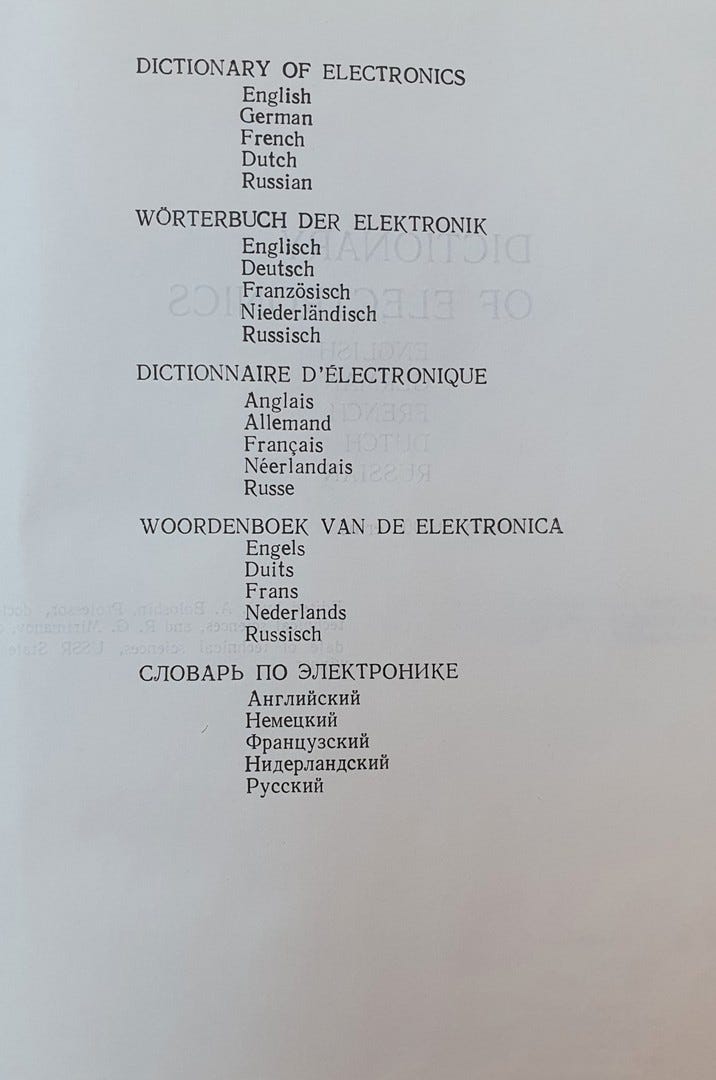 DICTIONARY OF ELECTRONICS
English
German
French
Dutch
Russian
WÖRTERBUCH DER ELEKTRONIK
Englisch
Deutsch
Französisch
Niederländisch
Russisch
DICTIONNAIRE D'ÉLECTRONIQUE
Anglais
Allemand
Français
Néerlandais
Russe
WOORDENBOEK VAN DE ELEKTRONICA
Engels
Duits
Frans
Nederlands
Russisch
СЛОВАРЬ ПО ЭЛЕКТРОНИКЕ
Английский
Немецкий
Французский
Нидерландский
Русский